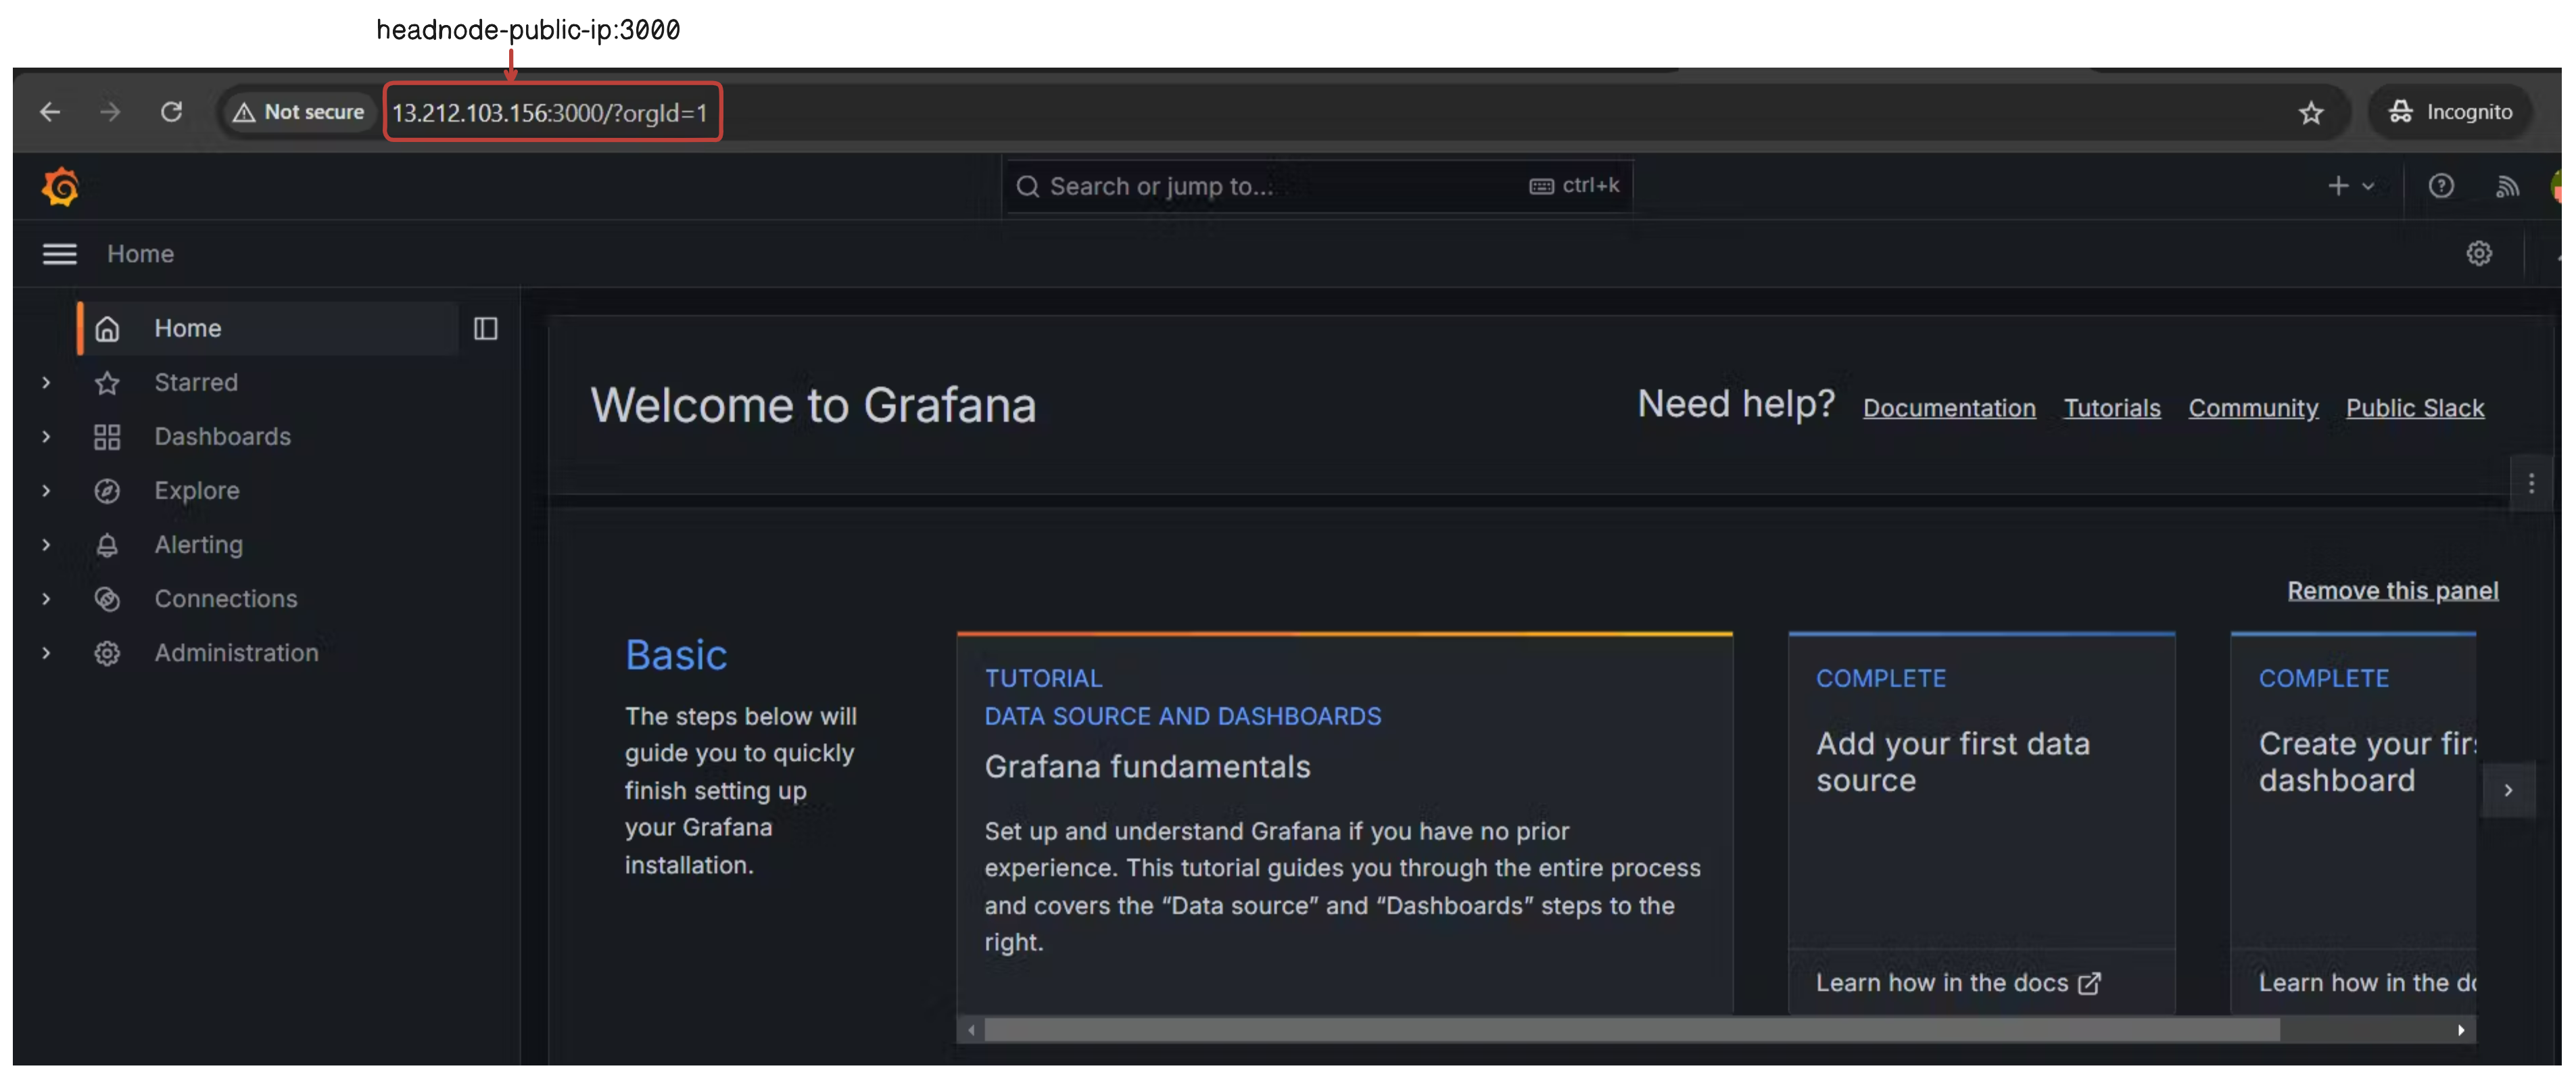 headnode-public-ip:3000
Not secure
13.212.103.156:3000/?orgId=1
Incognito
Search or jump to...
ctrl+k
Home
Home
Starred
Dashboards
Explore
Alerting
Connections
Administration
Welcome to Grafana
Need help?
Documentation
Tutorials
Community
Public Slack
Remove this panel
Basic
The steps below will
guide you to quickly
finish setting up
your Grafana
installation.
TUTORIAL
DATA SOURCE AND DASHBOARDS
Grafana fundamentals
Set up and understand Grafana if you have no prior
experience. This tutorial guides you through the entire process
and covers the “Data source” and “Dashboards” steps to the
right.
COMPLETE
Add your first data
source
Learn how in the docs
COMPLETE
Create your
dashboard
Learn how in the